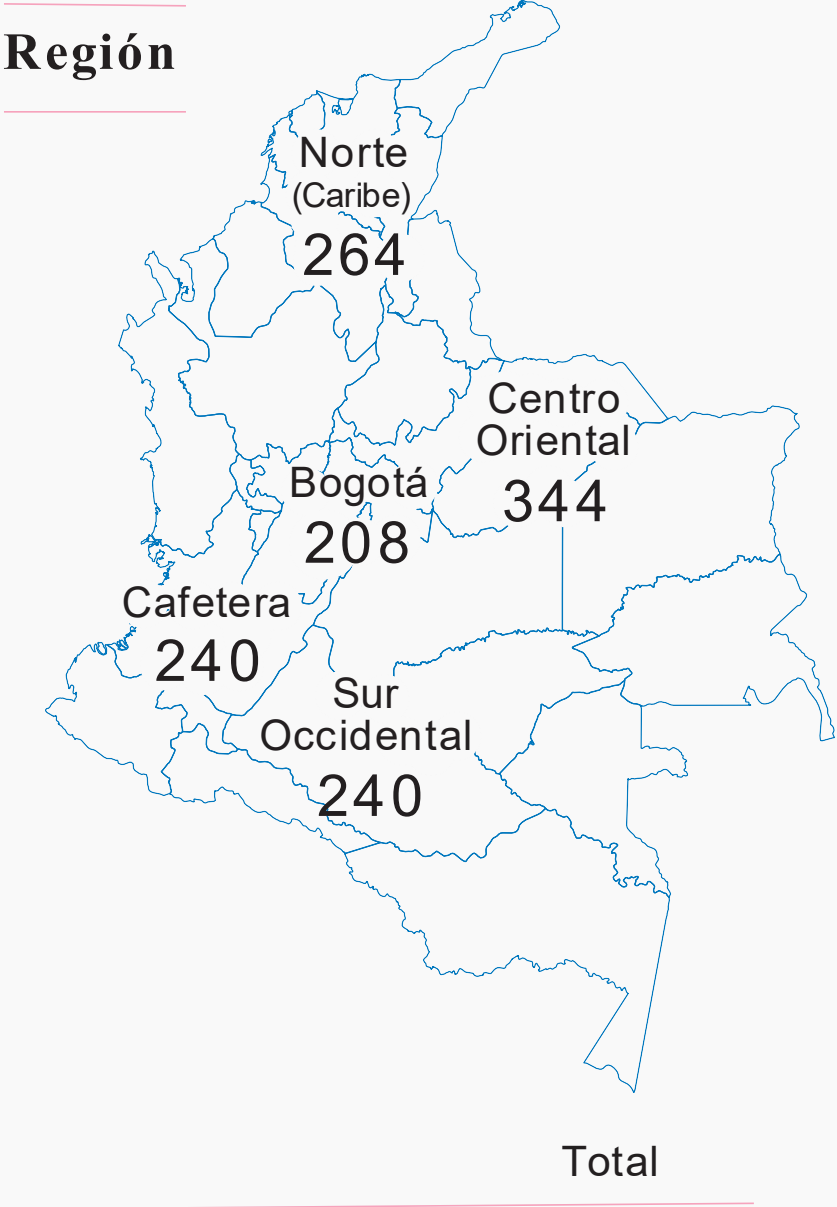 Región
Norte
(Caribe)
264
Centro
Oriental
344
Bogotá
208
Cafetera
240
Sur
Occidental
240
Total